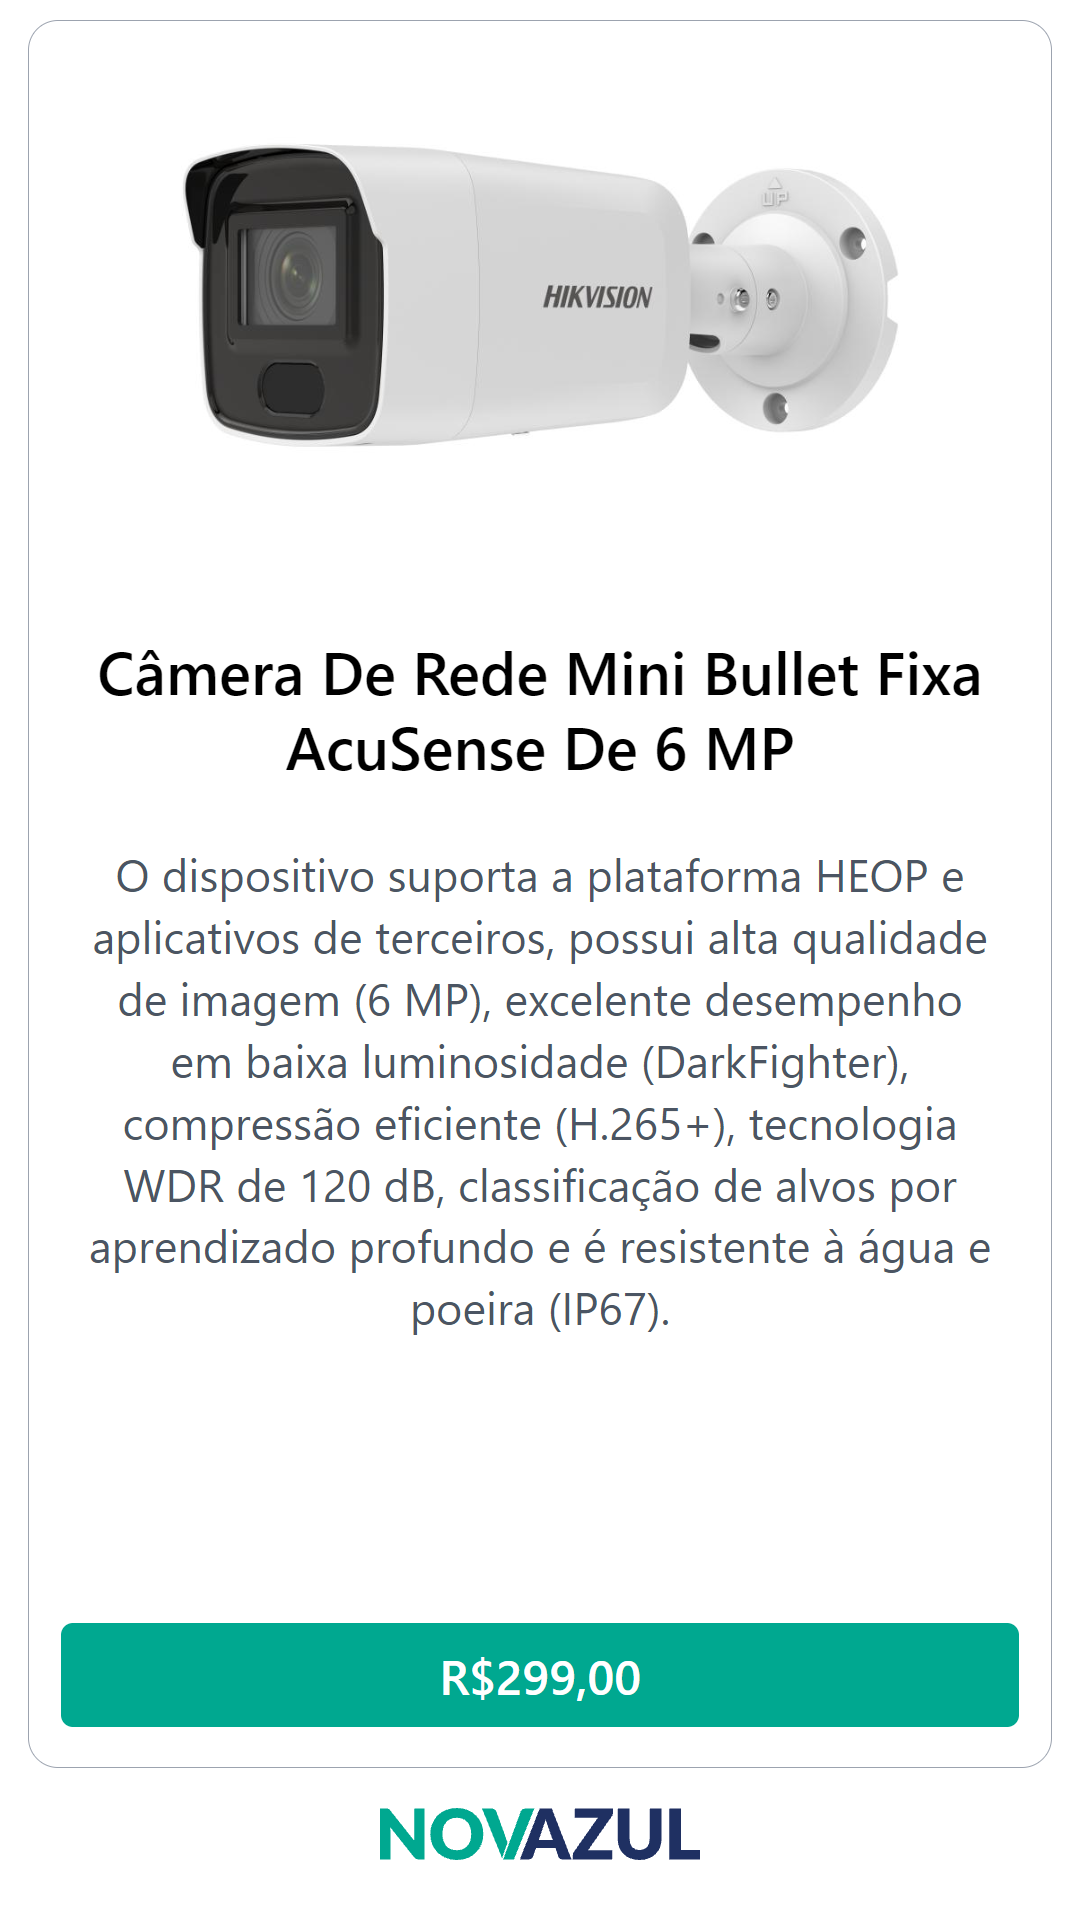 UP
HIKVISION
Câmera De Rede Mini Bullet Fixa
AcuSense De 6 MP
O dispositivo suporta a plataforma HEOP e
aplicativos de terceiros, possui alta qualidade
de imagem (6 MP), excelente desempenho
em baixa luminosidade (DarkFighter),
compressão eficiente (H.265+), tecnologia
WDR de 120 dB, classificação de alvos por
aprendizado profundo e é resistente à água e
poeira (IP67).
R$299,00
NOVAZUL